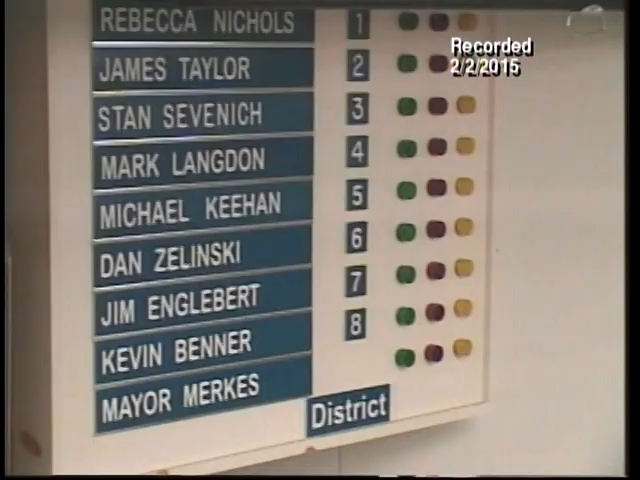 REBECCA NICHOLS 1
Recorded
2/2/2015
JAMES TAYLOR 2
STAN SEVENICH 3
MARK LANGDON 4
MICHAEL KEEHAN 5
DAN ZELINSKI 6
JIM ENGLEBERT 7
KEVIN BENNER 8
MAYOR MERKES
District